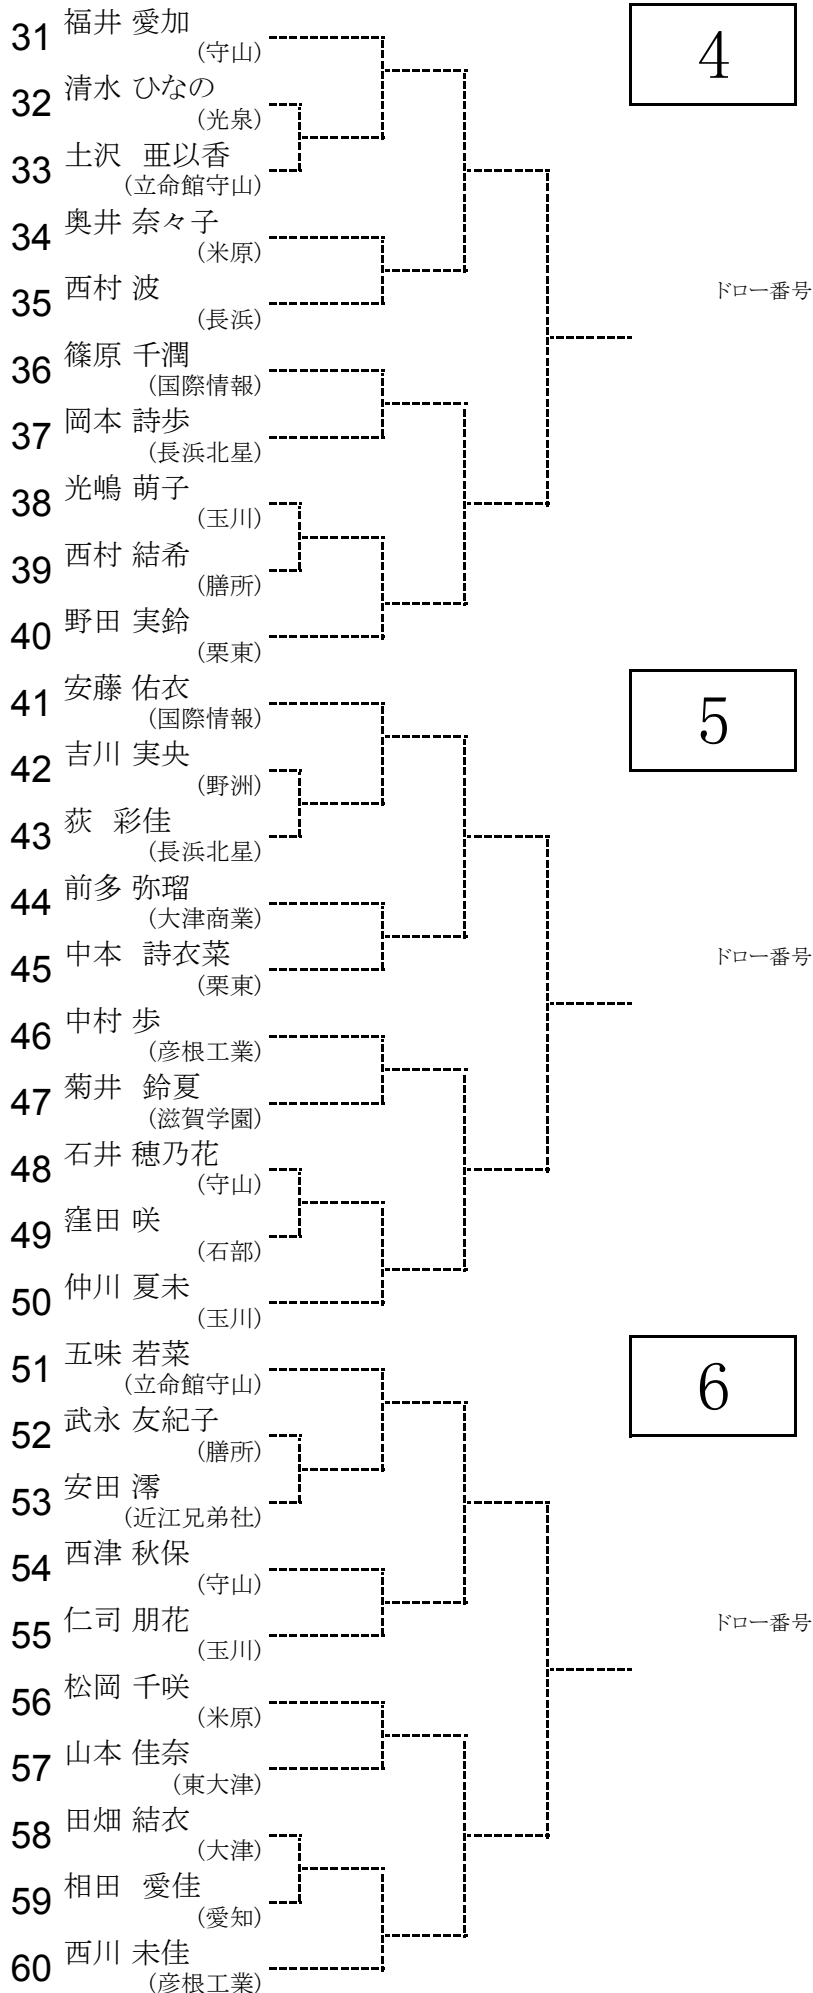 31 福井 愛加
(守山)
4
32 清水 ひなの
(光泉)
33 土沢 亜以香
(立命館守山)
34 奥井 奈々子
(米原)
35 西村 波
(長浜)
ドロー番号
36 篠原 千潤
(国際情報)
37 岡本 詩歩
(長浜北星)
38 光嶋 萌子
(玉川)
39 西村 結希
(膳所)
40 野田 実鈴
(栗東)
41 安藤 佑衣
(国際情報)
5
42 吉川 実央
(野洲)
43 荻 彩佳
(長浜北星)
44 前多 弥瑠
(大津商業)
45 中本 詩衣菜
(栗東)
ドロー番号
46 中村 歩
(彦根工業)
47 菊井 鈴夏
(滋賀学園)
48 石井 穂乃花
(守山)
49 窪田 咲
(石部)
50 仲川 夏未
(玉川)
51 五味 若菜
(立命館守山)
6
52 武永 友紀子
(膳所)
53 安田 澪
(近江兄弟社)
54 西津 秋保
(守山)
55 仁司 朋花
(玉川)
ドロー番号
56 松岡 千咲
(米原)
57 山本 佳奈
(東大津)
58 田畑 結衣
(大津)
59 相田 愛佳
(愛知)
60 西川 未佳
(彦根工業)